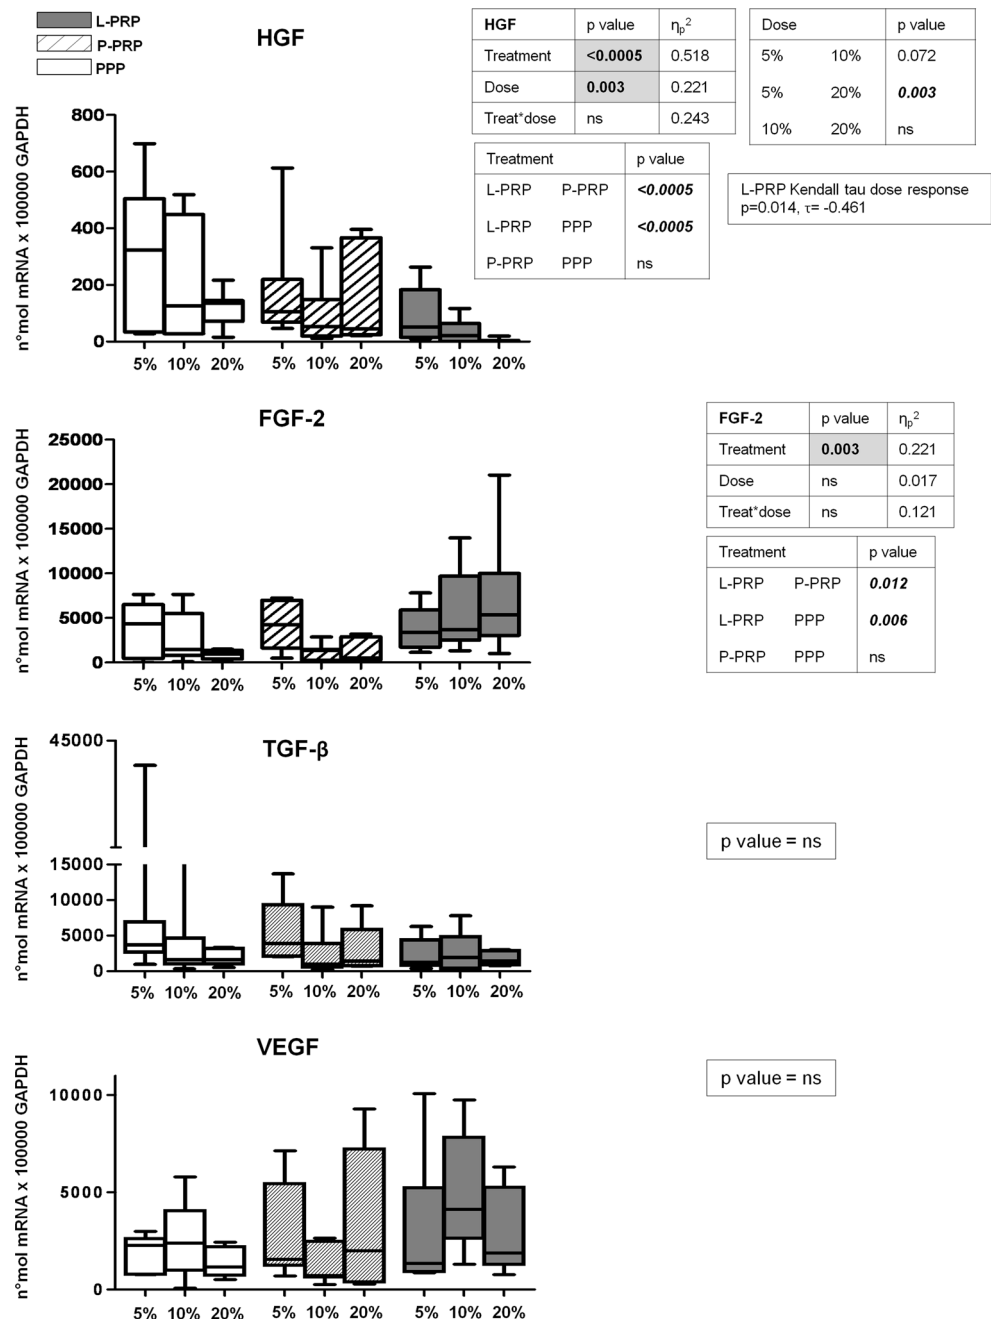 L-PRP
P-PRP
PPP
HGF
HGF p value ηp²
Treatment <0.0005 0.518
Dose 0.003 0.221
Treat*dose ns 0.243
Dose p value
5% 10% 0.072
5% 20% 0.003
10% 20% ns
Treatment p value
L-PRP P-PRP <0.0005
L-PRP PPP <0.0005
P-PRP PPP ns
L-PRP Kendall tau dose response
p=0.014, τ= -0.461
n°mol mRNA x 100000 GAPDH
800
600
400
200
0
5% 10% 20% 5% 10% 20% 5% 10% 20%
FGF-2
n°mol mRNA x 100000 GAPDH
25000
20000
15000
10000
5000
0
5% 10% 20% 5% 10% 20% 5% 10% 20%
FGF-2 p value ηp²
Treatment 0.003 0.221
Dose ns 0.017
Treat*dose ns 0.121
Treatment p value
L-PRP P-PRP 0.012
L-PRP PPP 0.006
P-PRP PPP ns
TGF-β
n°mol mRNA x 100000 GAPDH
45000
15000
10000
5000
0
5% 10% 20% 5% 10% 20% 5% 10% 20%
p value = ns
VEGF
n°mol mRNA x 100000 GAPDH
10000
5000
0
5% 10% 20% 5% 10% 20% 5% 10% 20%
p value = ns